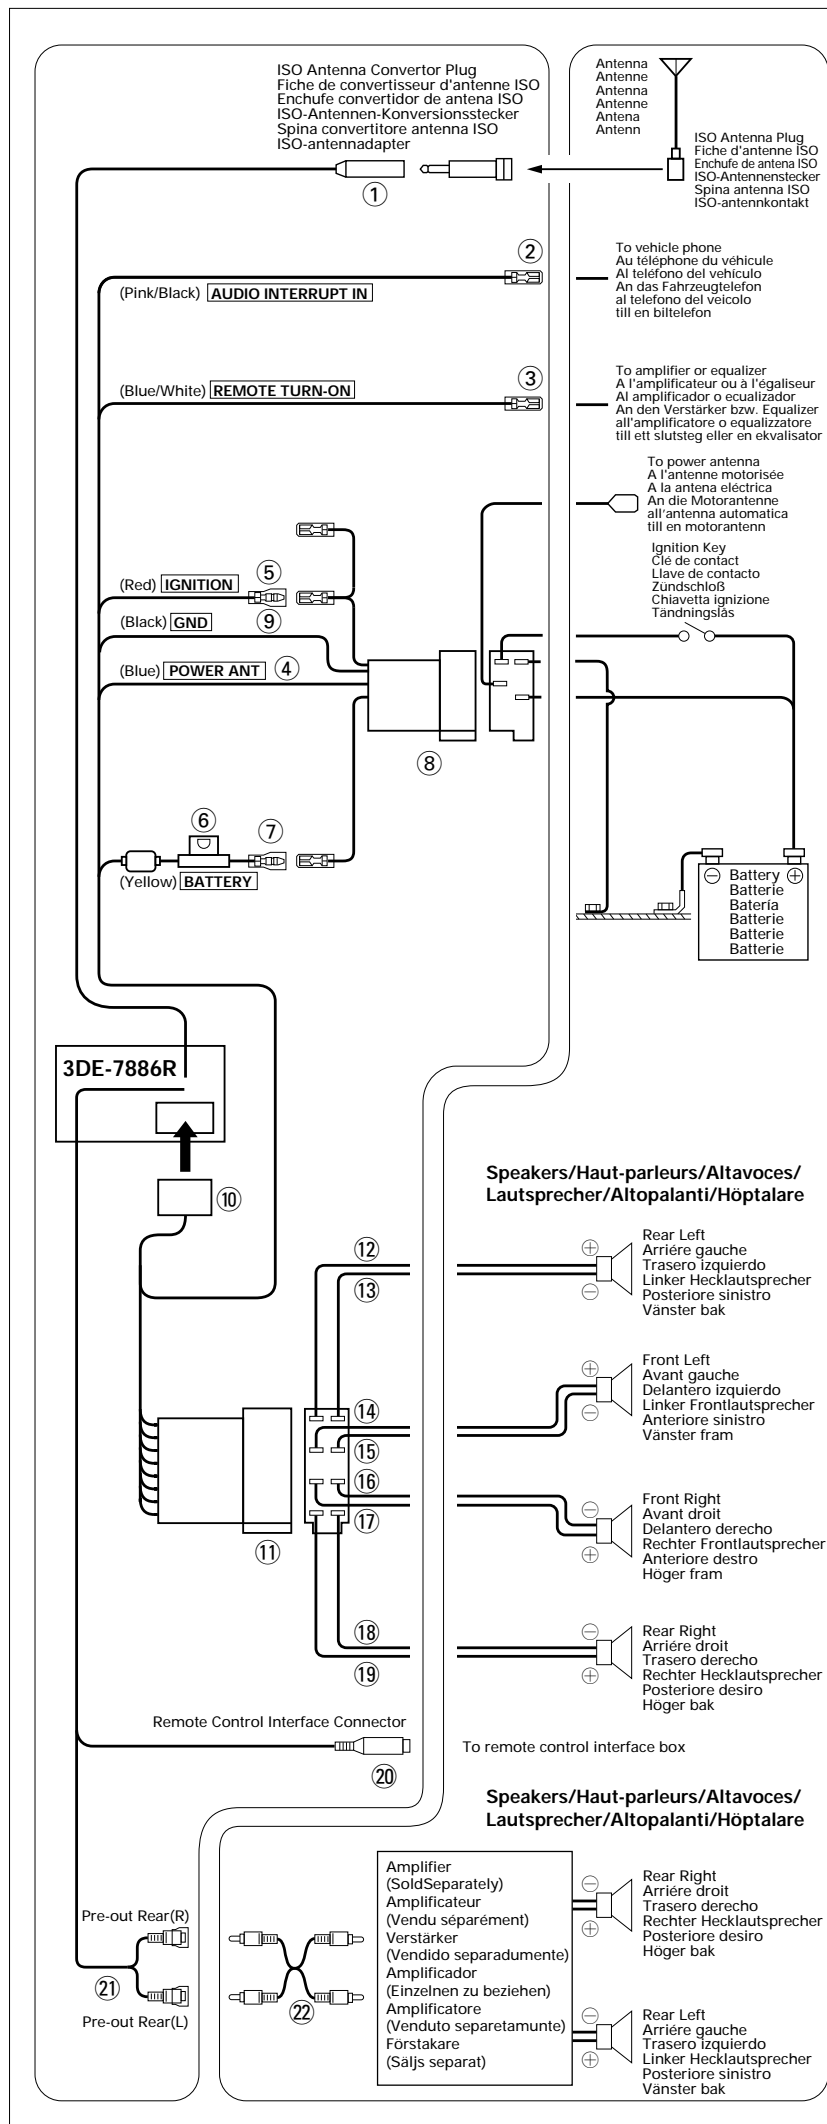 ISO Antenna Convertor Plug
Fiche de convertisseur d'antenne ISO
Enchufe convertidor de antena ISO
ISO-Antennen-Konversionsstecker
Spina convertitore antenna ISO
ISO-antennadapter
①
Antenna
Antenne
Antenna
Antenne
Antena
Antenn
ISO Antenna Plug
Fiche d'antenne ISO
Enchufe de antena ISO
ISO-Antennenstecker
Spina antenna ISO
ISO-antennkontakt
②
(Pink/Black) AUDIO INTERRUPT IN
To vehicle phone
Au téléphone du véhicule
Al teléfono del vehículo
An das Fahrzeugtelefon
al telefono del veicolo
till en biltelefon
③
(Blue/White) REMOTE TURN-ON
To amplifier or equalizer
A l'amplificateur ou à l'égaliseur
Al amplificador o ecualizador
An den Verstärker bzw. Equalizer
all'amplificatore o equalizzatore
till ett slutsteg eller en ekvalisator
To power antenna
A l'antenne motorisée
A la antena eléctrica
An die Motorantenne
all'antenna automatica
till en motorantenn
Ignition Key
Clé de contact
Llave de contacto
Zündschloß
Chiavetta ignizione
Tändningslås
⑤
(Red) IGNITION
⑨
(Black) GND
(Blue) POWER ANT ④
⑧
⑥
⑦
(Yellow) BATTERY
⊖ Battery ⊕
Batterie
Batería
Batterie
Batterie
Batterie
3DE-7886R
⑩
Speakers/Haut-parleurs/Altavoces/
Lautsprecher/Altopalanti/Höptalare
⑫
⑬
⊕
⊖
Rear Left
Arriére gauche
Trasero izquierdo
Linker Hecklautsprecher
Posteriore sinistro
Vänster bak
⑭
⑮
⊕
⊖
Front Left
Avant gauche
Delantero izquierdo
Linker Frontlautsprecher
Anteriore sinistro
Vänster fram
⑯
⑰
⊖
⊕
Front Right
Avant droit
Delantero derecho
Rechter Frontlautsprecher
Anteriore destro
Höger fram
⑪
⑱
⑲
⊖
⊕
Rear Right
Arriére droit
Trasero derecho
Rechter Hecklautsprecher
Posteriore desiro
Höger bak
Remote Control Interface Connector
⑳
To remote control interface box
Speakers/Haut-parleurs/Altavoces/
Lautsprecher/Altopalanti/Höptalare
Pre-out Rear(R)
㉑
Pre-out Rear(L)
㉒
Amplifier
(SoldSeparately)
Amplificateur
(Vendu séparément)
Verstärker
(Vendido separadumente)
Amplificador
(Einzelnen zu beziehen)
Amplificatore
(Venduto separetamunte)
Förstakare
(Säljs separat)
⊖
⊕
Rear Right
Arriére droit
Trasero derecho
Rechter Hecklautsprecher
Posteriore desiro
Höger bak
⊖
⊕
Rear Left
Arriére gauche
Trasero izquierdo
Linker Hecklautsprecher
Posteriore sinistro
Vänster bak